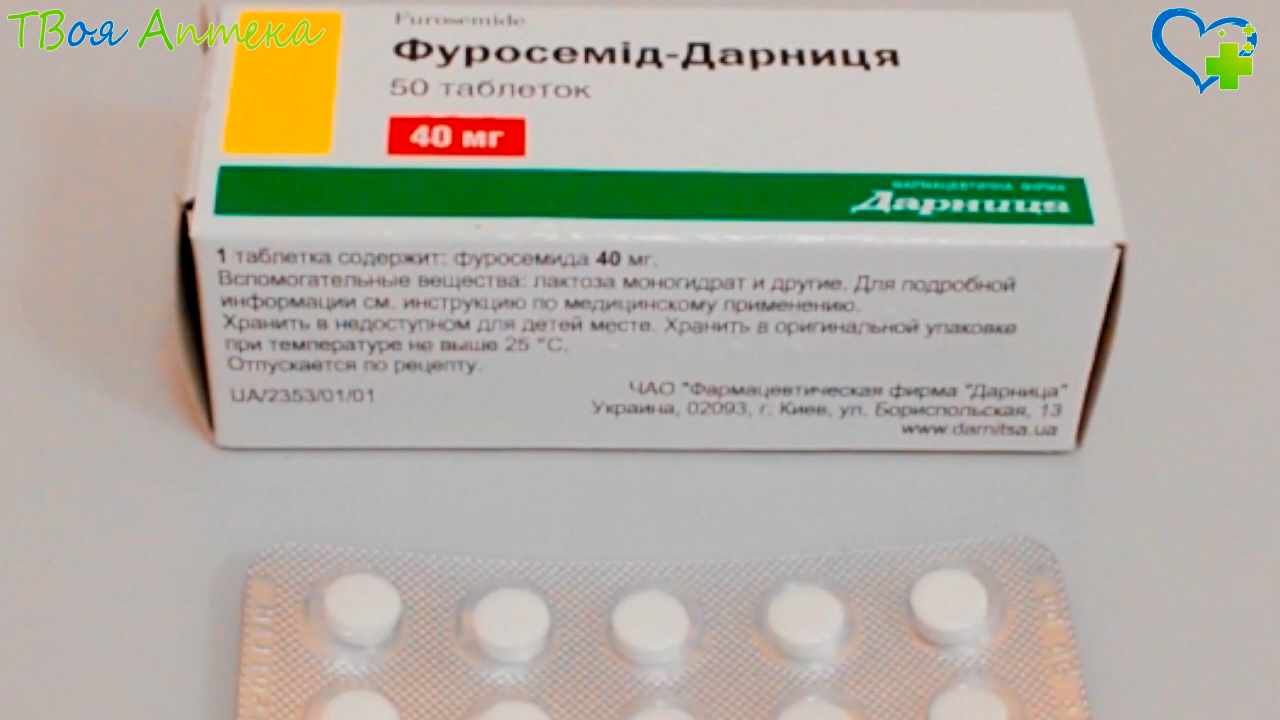 ТВоя Аптека
Furosemide
Фуросемід-Дарниця
50 таблеток
40 мг
ФАРМАЦЕВТИЧНА ФІРМА
Дарниця
1 таблетка содержит: фуросемида 40 мг.
Вспомогательные вещества: лактоза моногидрат и другие. Для подробной
информации см. инструкцию по медицинскому применению.
Хранить в недоступном для детей месте. Хранить в оригинальной упаковке
при температуре не выше 25 °С.
Отпускается по рецепту.
UA/2353/01/01
ЧАО "Фармацевтическая фирма "Дарница"
Украина, 02093, г. Киев, ул. Бориспольская, 13
www.darnitsa.ua